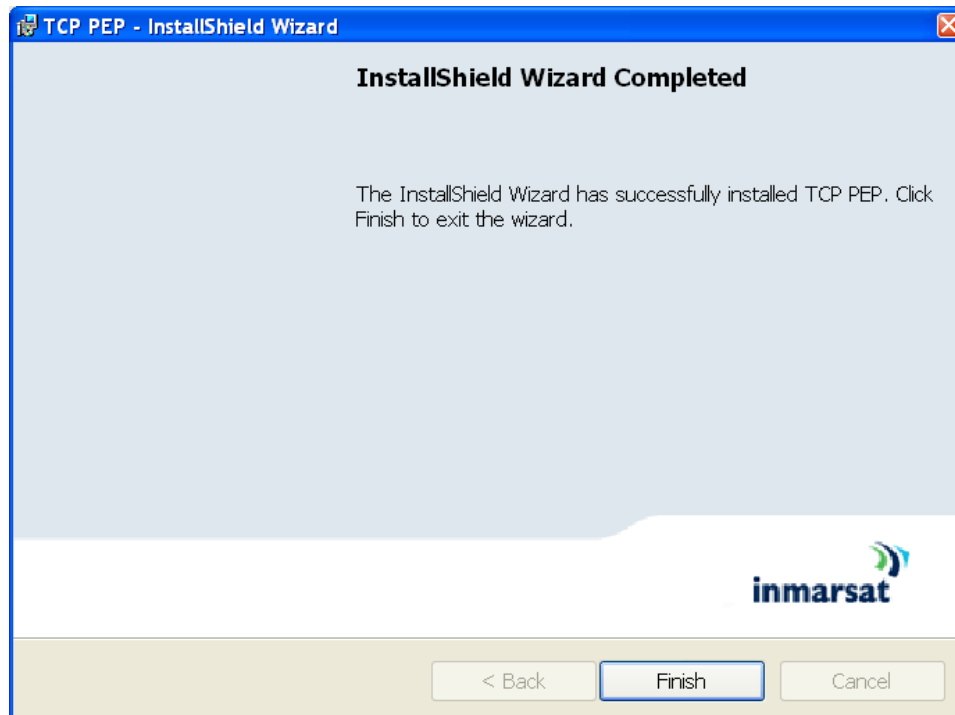 TCP PEP - InstallShield Wizard
InstallShield Wizard Completed
The InstallShield Wizard has successfully installed TCP PEP. Click
Finish to exit the wizard.
inmarsat
< Back
Finish
Cancel